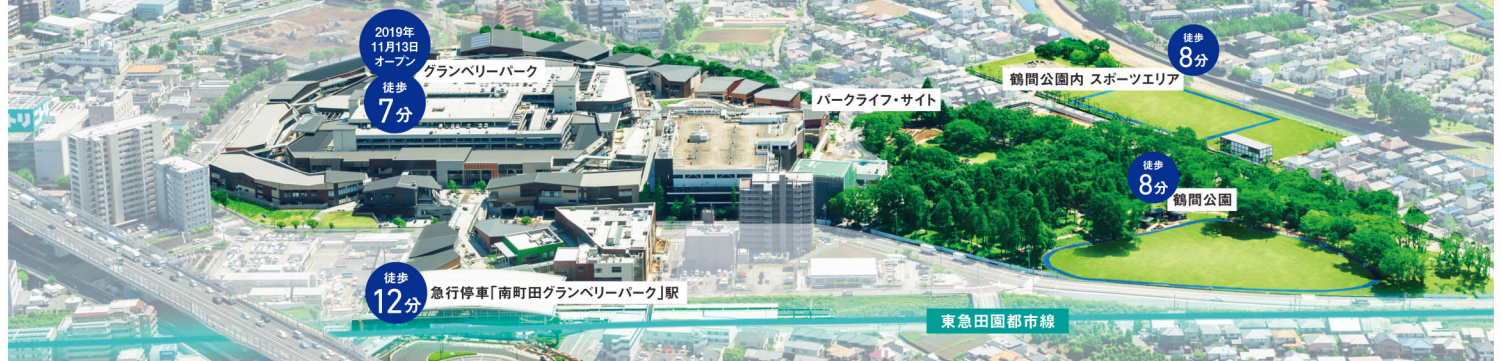 2019年
11月13日
オープン
グランベリーパーク
徒歩
7分
パークライフ・サイト
鶴間公園内 スポーツエリア
徒歩
8分
徒歩
8分
鶴間公園
徒歩
12分
急行停車「南町田グランベリーパーク」駅
東急田園都市線